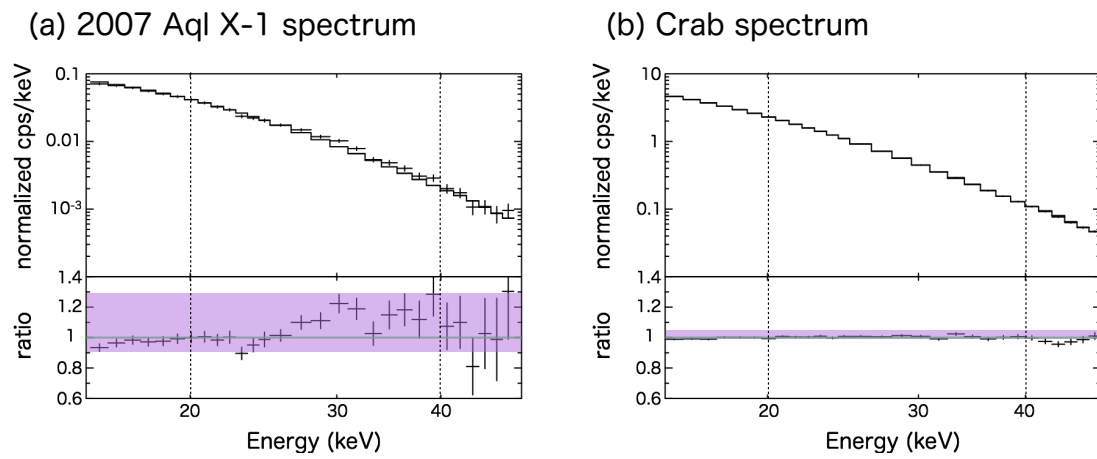 (a) 2007 Aql X-1 spectrum
0.1
0.01
10⁻³
normalized cps/keV
1.4
1.2
1
0.8
0.6
ratio
20
30
40
Energy (keV)
(b) Crab spectrum
10
1
0.1
normalized cps/keV
1.4
1.2
1
0.8
0.6
ratio
20
30
40
Energy (keV)